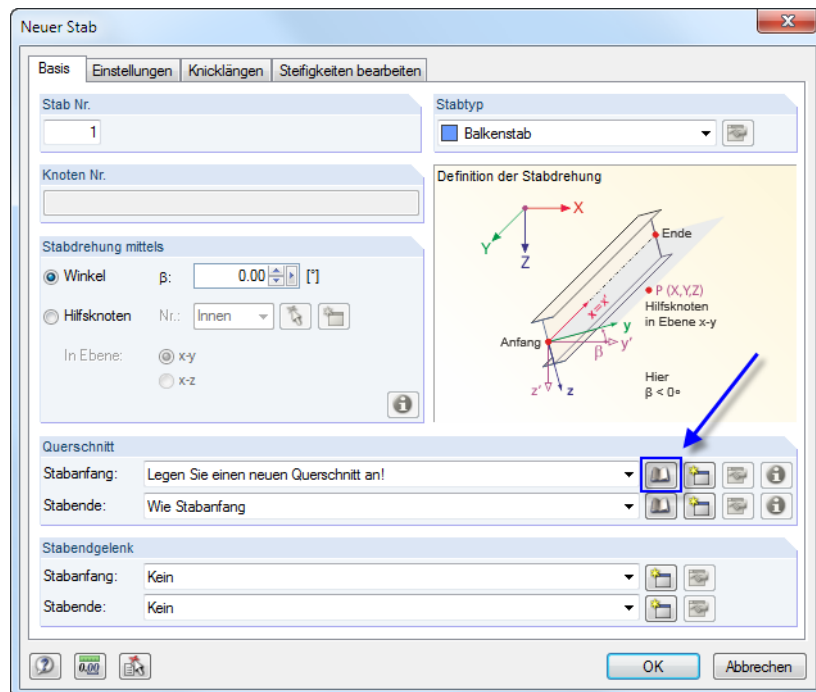 Neuer Stab
Basis Einstellungen Knicklängen Steifigkeiten bearbeiten
Stab Nr.
1
Stabtyp
Balkenstab
Knoten Nr.
Definition der Stabdrehung
X
Y
Z
Ende
P (X,Y,Z)
Hilfsknoten
in Ebene x-y
x=x'
y
Anfang
β
y'
z'
z
Hier
β < 0°
Stabdrehung mittels
Winkel β: 0.00 [°]
Hilfsknoten Nr.: Innen
In Ebene: x-y
x-z
Querschnitt
Stabanfang: Legen Sie einen neuen Querschnitt an!
Stabende: Wie Stabanfang
Stabendgelenk
Stabanfang: Kein
Stabende: Kein
0.00
OK Abbrechen